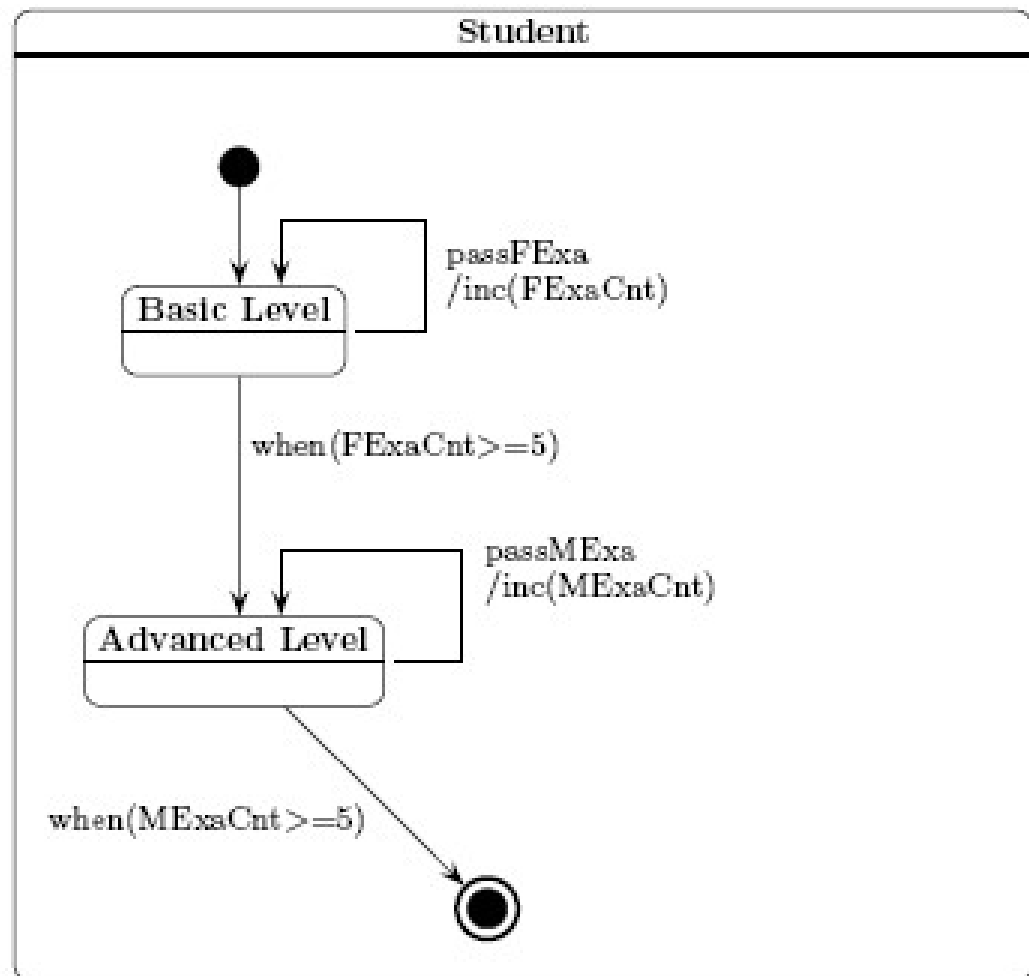 Student
passFExa
/inc(FExaCnt)
Basic Level
when(FExaCnt>=5)
passMExa
/inc(MExaCnt)
Advanced Level
when(MExaCnt>=5)